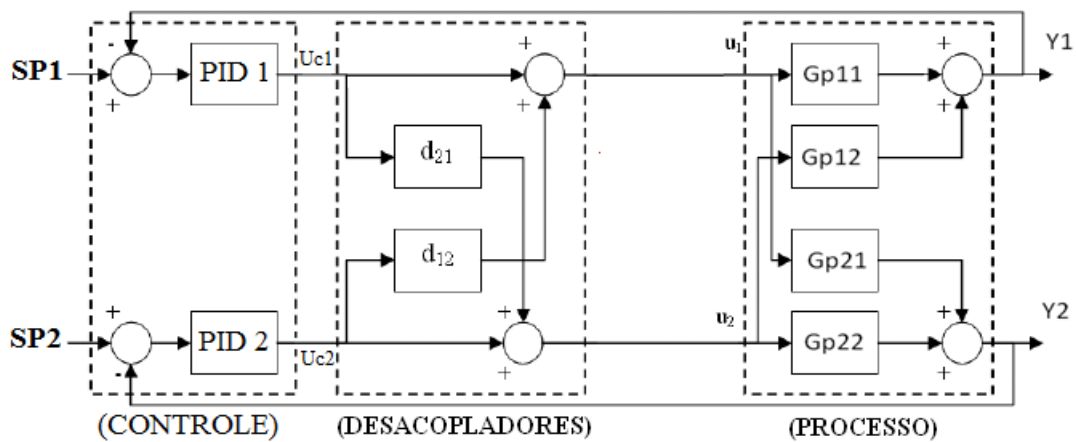 SP1
-
+
PID 1
Uc1
+
+
u₁
Gp11
+
+
Y1
d₂₁
Gp12
d₁₂
Gp21
SP2
+
-
PID 2
Uc2
+
+
u₂
Gp22
+
+
Y2
(CONTROLE)
(DESACOPLADORES)
(PROCESSO)